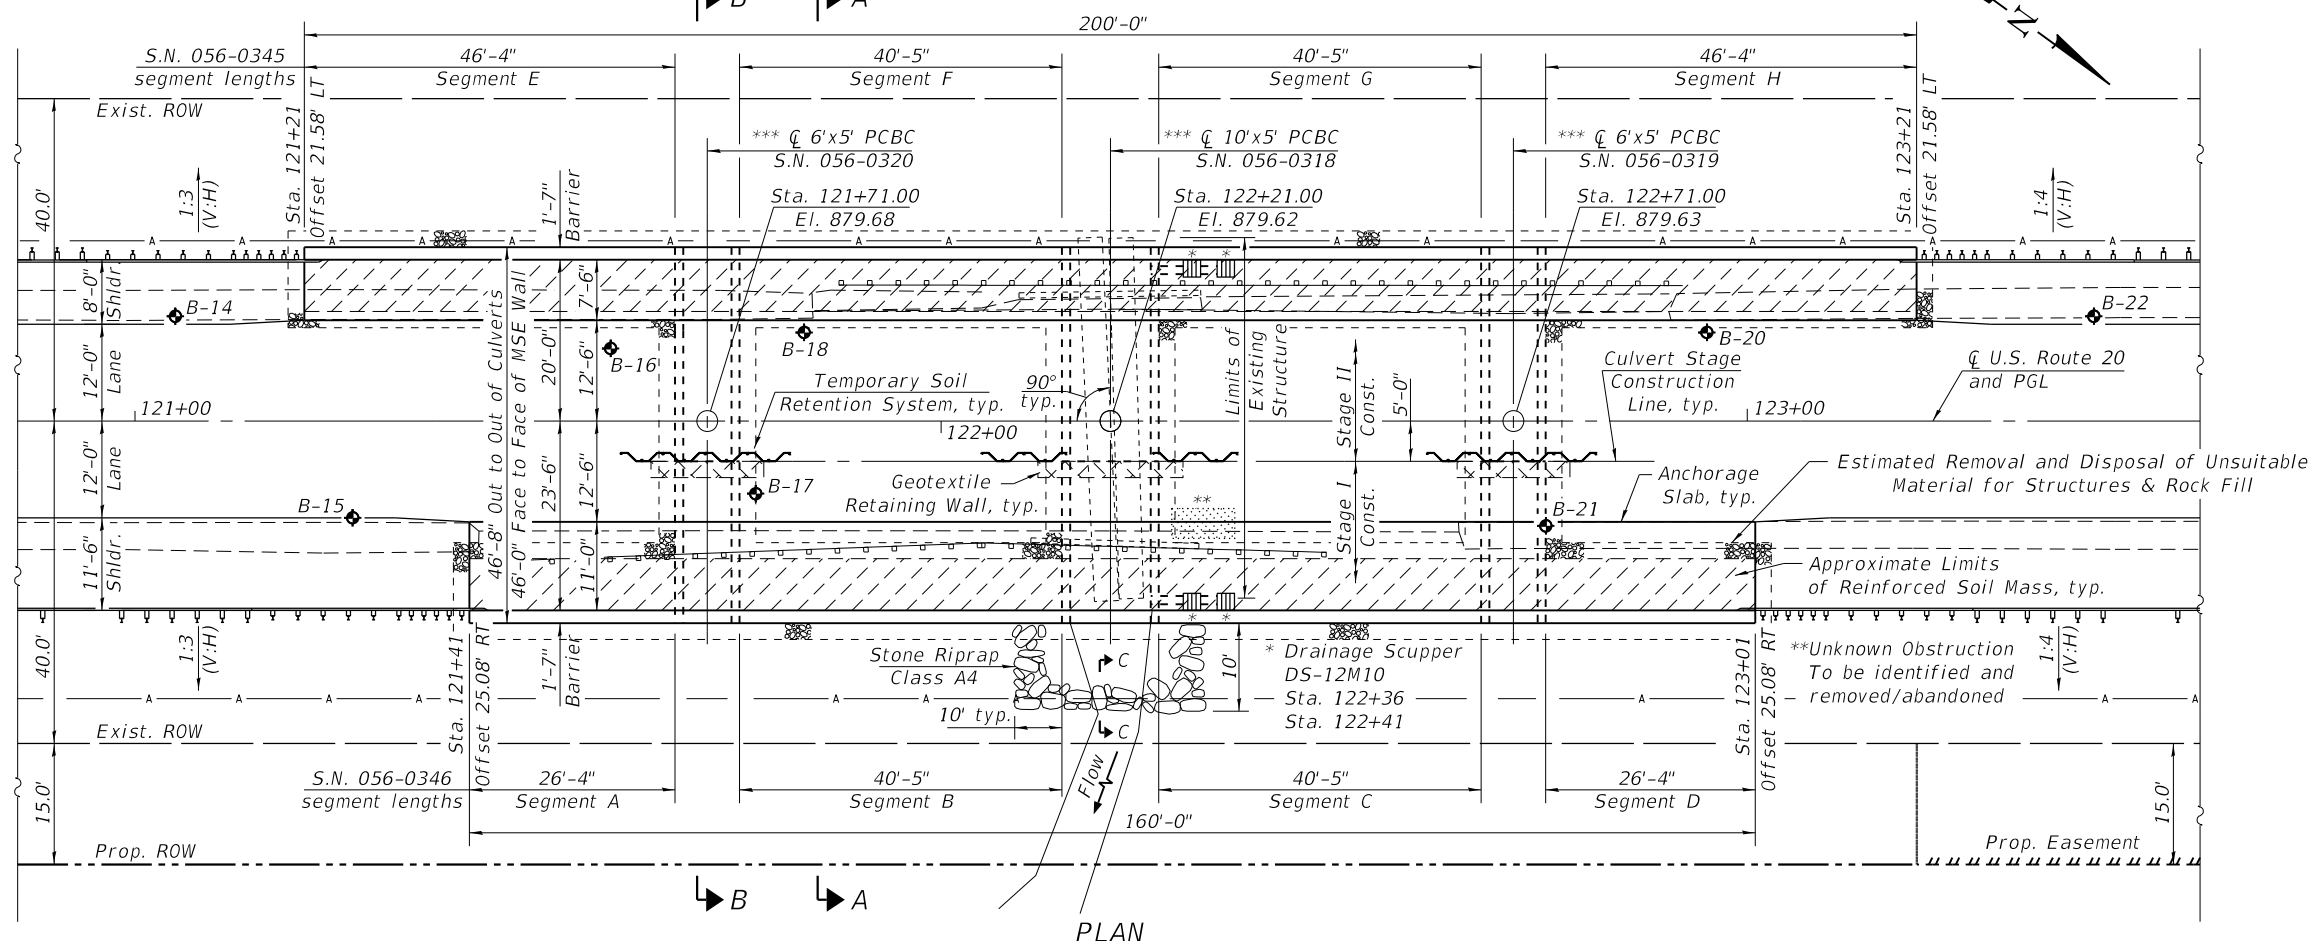 B
A
N
200'-0"
S.N. 056-0345
segment lengths
46'-4"
Segment E
40'-5"
Segment F
40'-5"
Segment G
46'-4"
Segment H
Exist. ROW
Sta. 121+21
Offset 21.58' LT
Sta. 123+21
Offset 21.58' LT
*** ℄ 6'x5' PCBC
S.N. 056-0320
*** ℄ 10'x5' PCBC
S.N. 056-0318
*** ℄ 6'x5' PCBC
S.N. 056-0319
Sta. 121+71.00
El. 879.68
Sta. 122+21.00
El. 879.62
Sta. 122+71.00
El. 879.63
40.0'
1:3
(V:H)
1'-7"
Barrier
1:4
(V:H)
A A A A A A A A A A A A A A A A A
8'-0"
Shldr.
B-14
7'-6"
* *
B-22
46'-8" Out to Out of Culverts
46'-0" Face to Face of MSE Wall
20'-0"
12'-6"
12'-0"
Lane
B-16
B-18
B-20
Limits of
Existing
Structure
Stage II
Const.
5'-0"
Temporary Soil
Retention System, typ.
90°
typ.
Culvert Stage
Construction
Line, typ.
℄ U.S. Route 20
and PGL
121+00
122+00
123+00
12'-0"
Lane
23'-6"
12'-6"
B-15
B-17
Geotextile
Retaining Wall, typ.
**
Stage I
Const.
B-21
Anchorage
Slab, typ.
Estimated Removal and Disposal of Unsuitable
Material for Structures & Rock Fill
11'-6"
Shldr.
11'-0"
Approximate Limits
of Reinforced Soil Mass, typ.
* *
40.0'
1:3
(V:H)
Sta. 121+41
Offset 25.08' RT
1'-7"
Barrier
Stone Riprap
Class A4
C
10'
* Drainage Scupper
DS-12M10
Sta. 122+36
Sta. 122+41
Sta. 123+01
Offset 25.08' RT
**Unknown Obstruction
To be identified and
removed/abandoned
1:4
(V:H)
A A A A A A A A A
10' typ.
C
Exist. ROW
Flow
S.N. 056-0346
segment lengths
26'-4"
Segment A
40'-5"
Segment B
40'-5"
Segment C
26'-4"
Segment D
15.0'
15.0'
160'-0"
Prop. ROW
Prop. Easement
B
A
PLAN